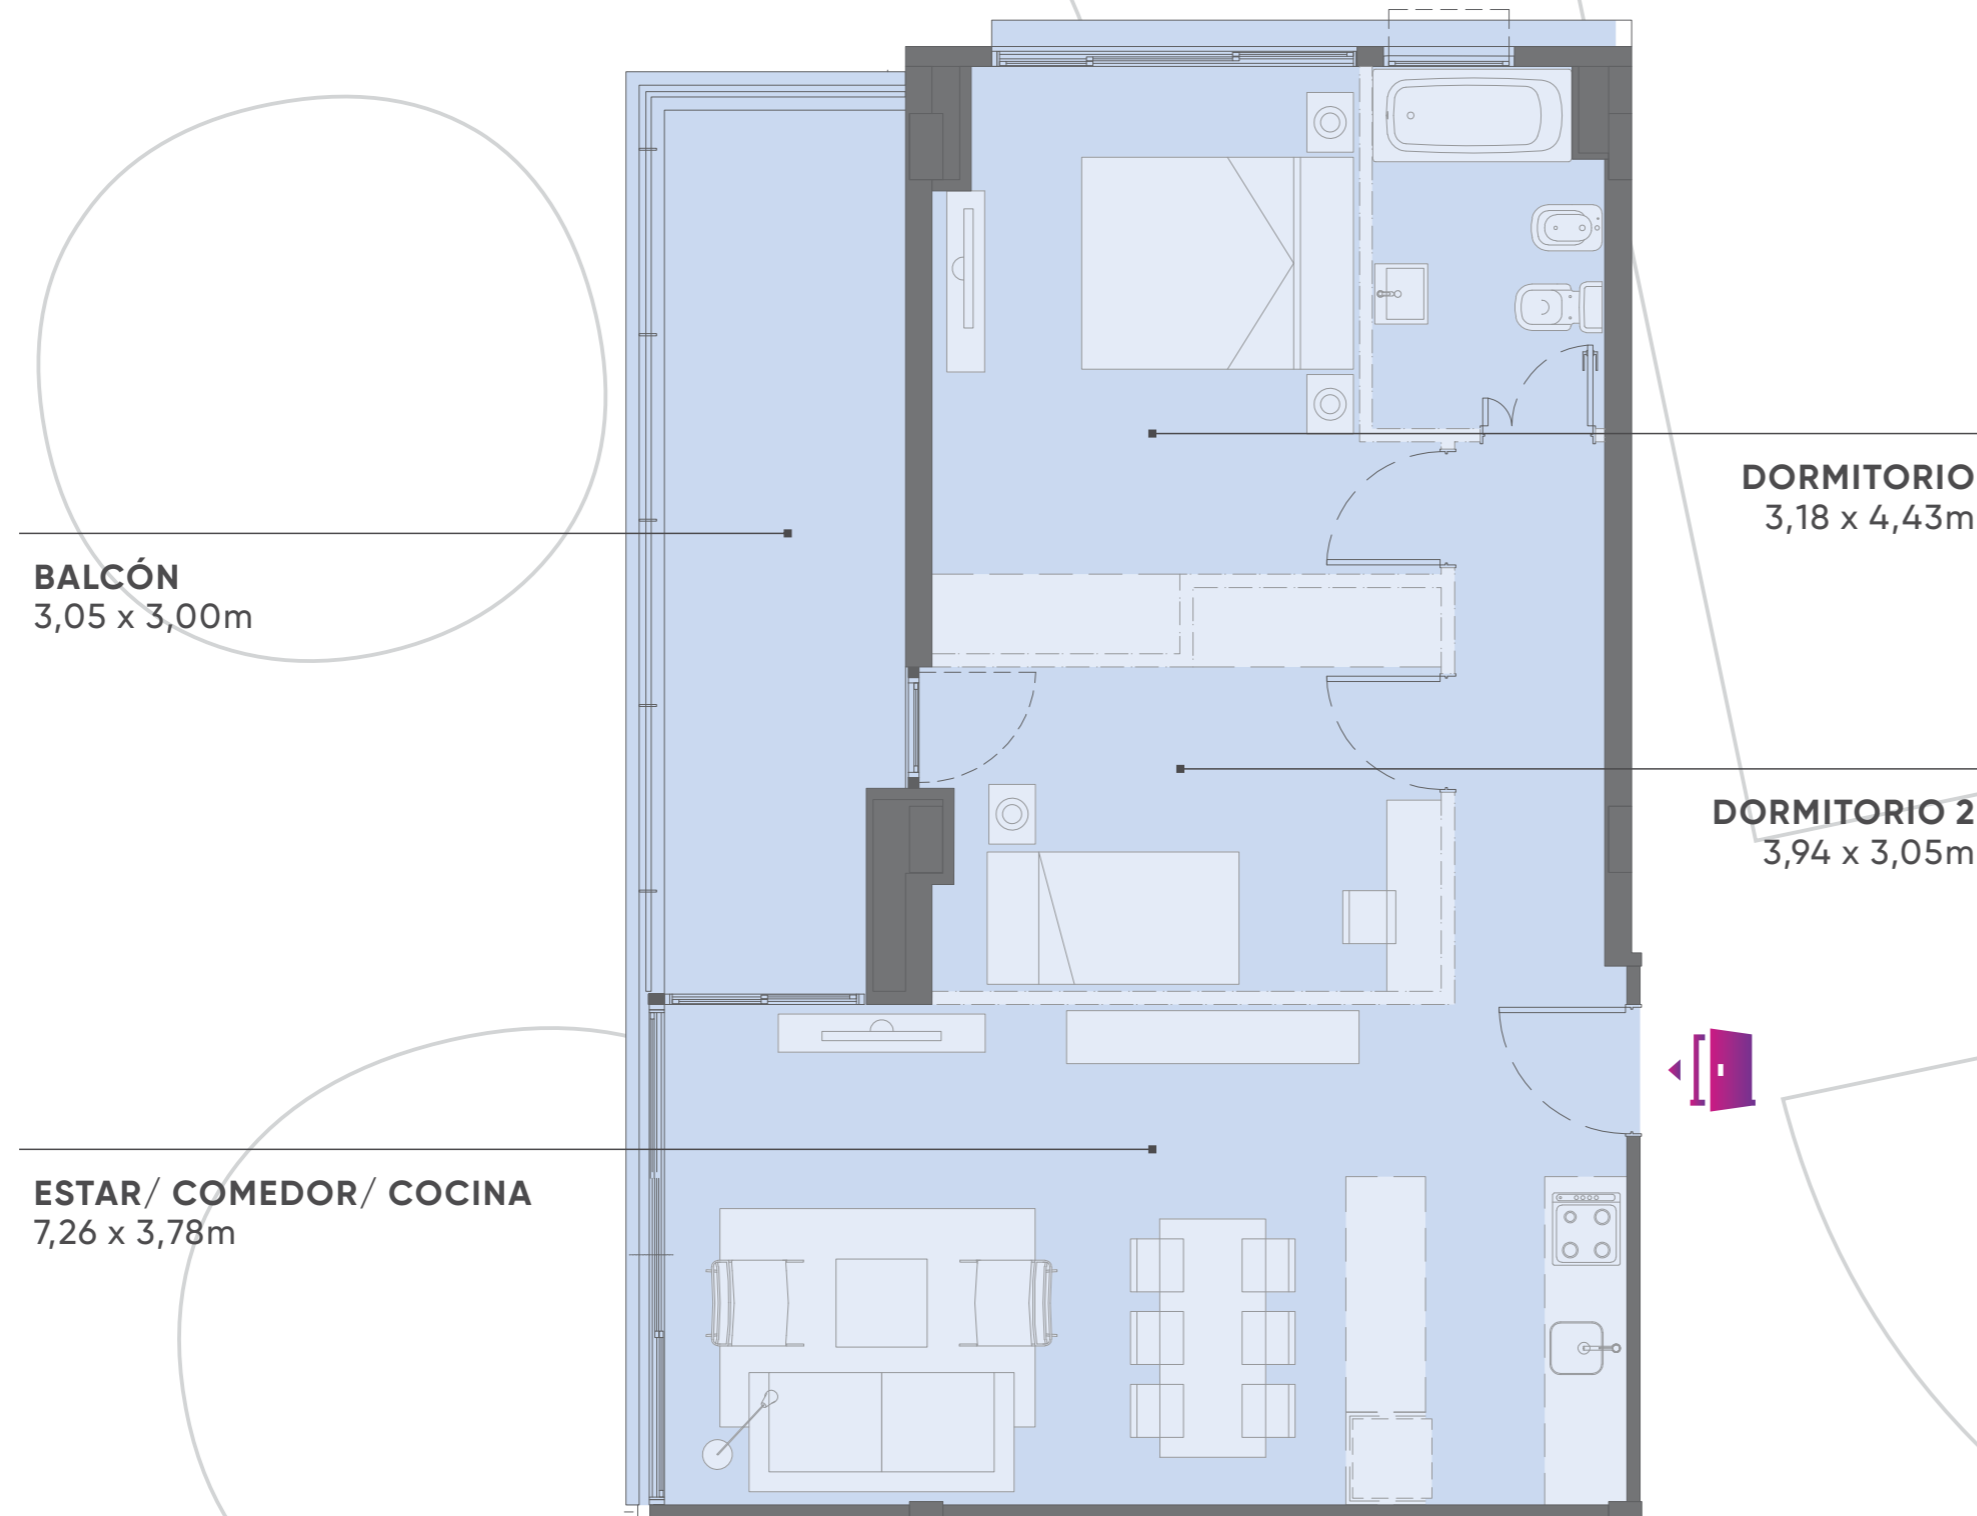 DORMITORIO
3,18 x 4,43m
BALCÓN
3,05 x 3,00m
DORMITORIO 2
3,94 x 3,05m
ESTAR/ COMEDOR/ COCINA
7,26 x 3,78m